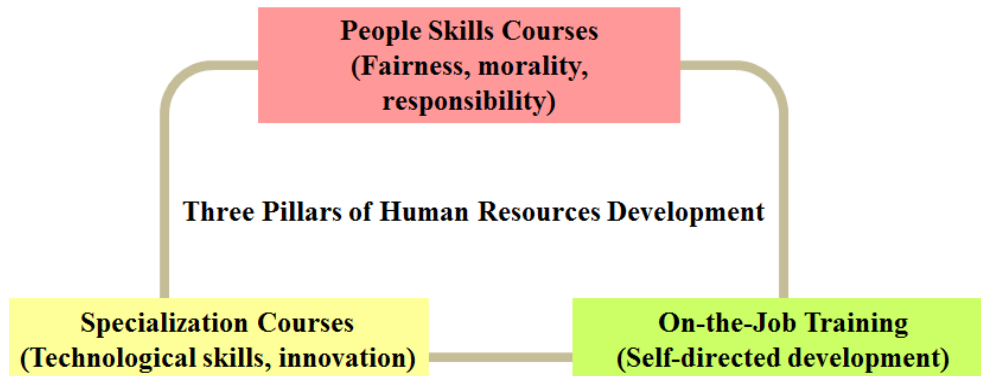 People Skills Courses
(Fairness, morality,
responsibility)
Three Pillars of Human Resources Development
Specialization Courses
(Technological skills, innovation)
On-the-Job Training
(Self-directed development)